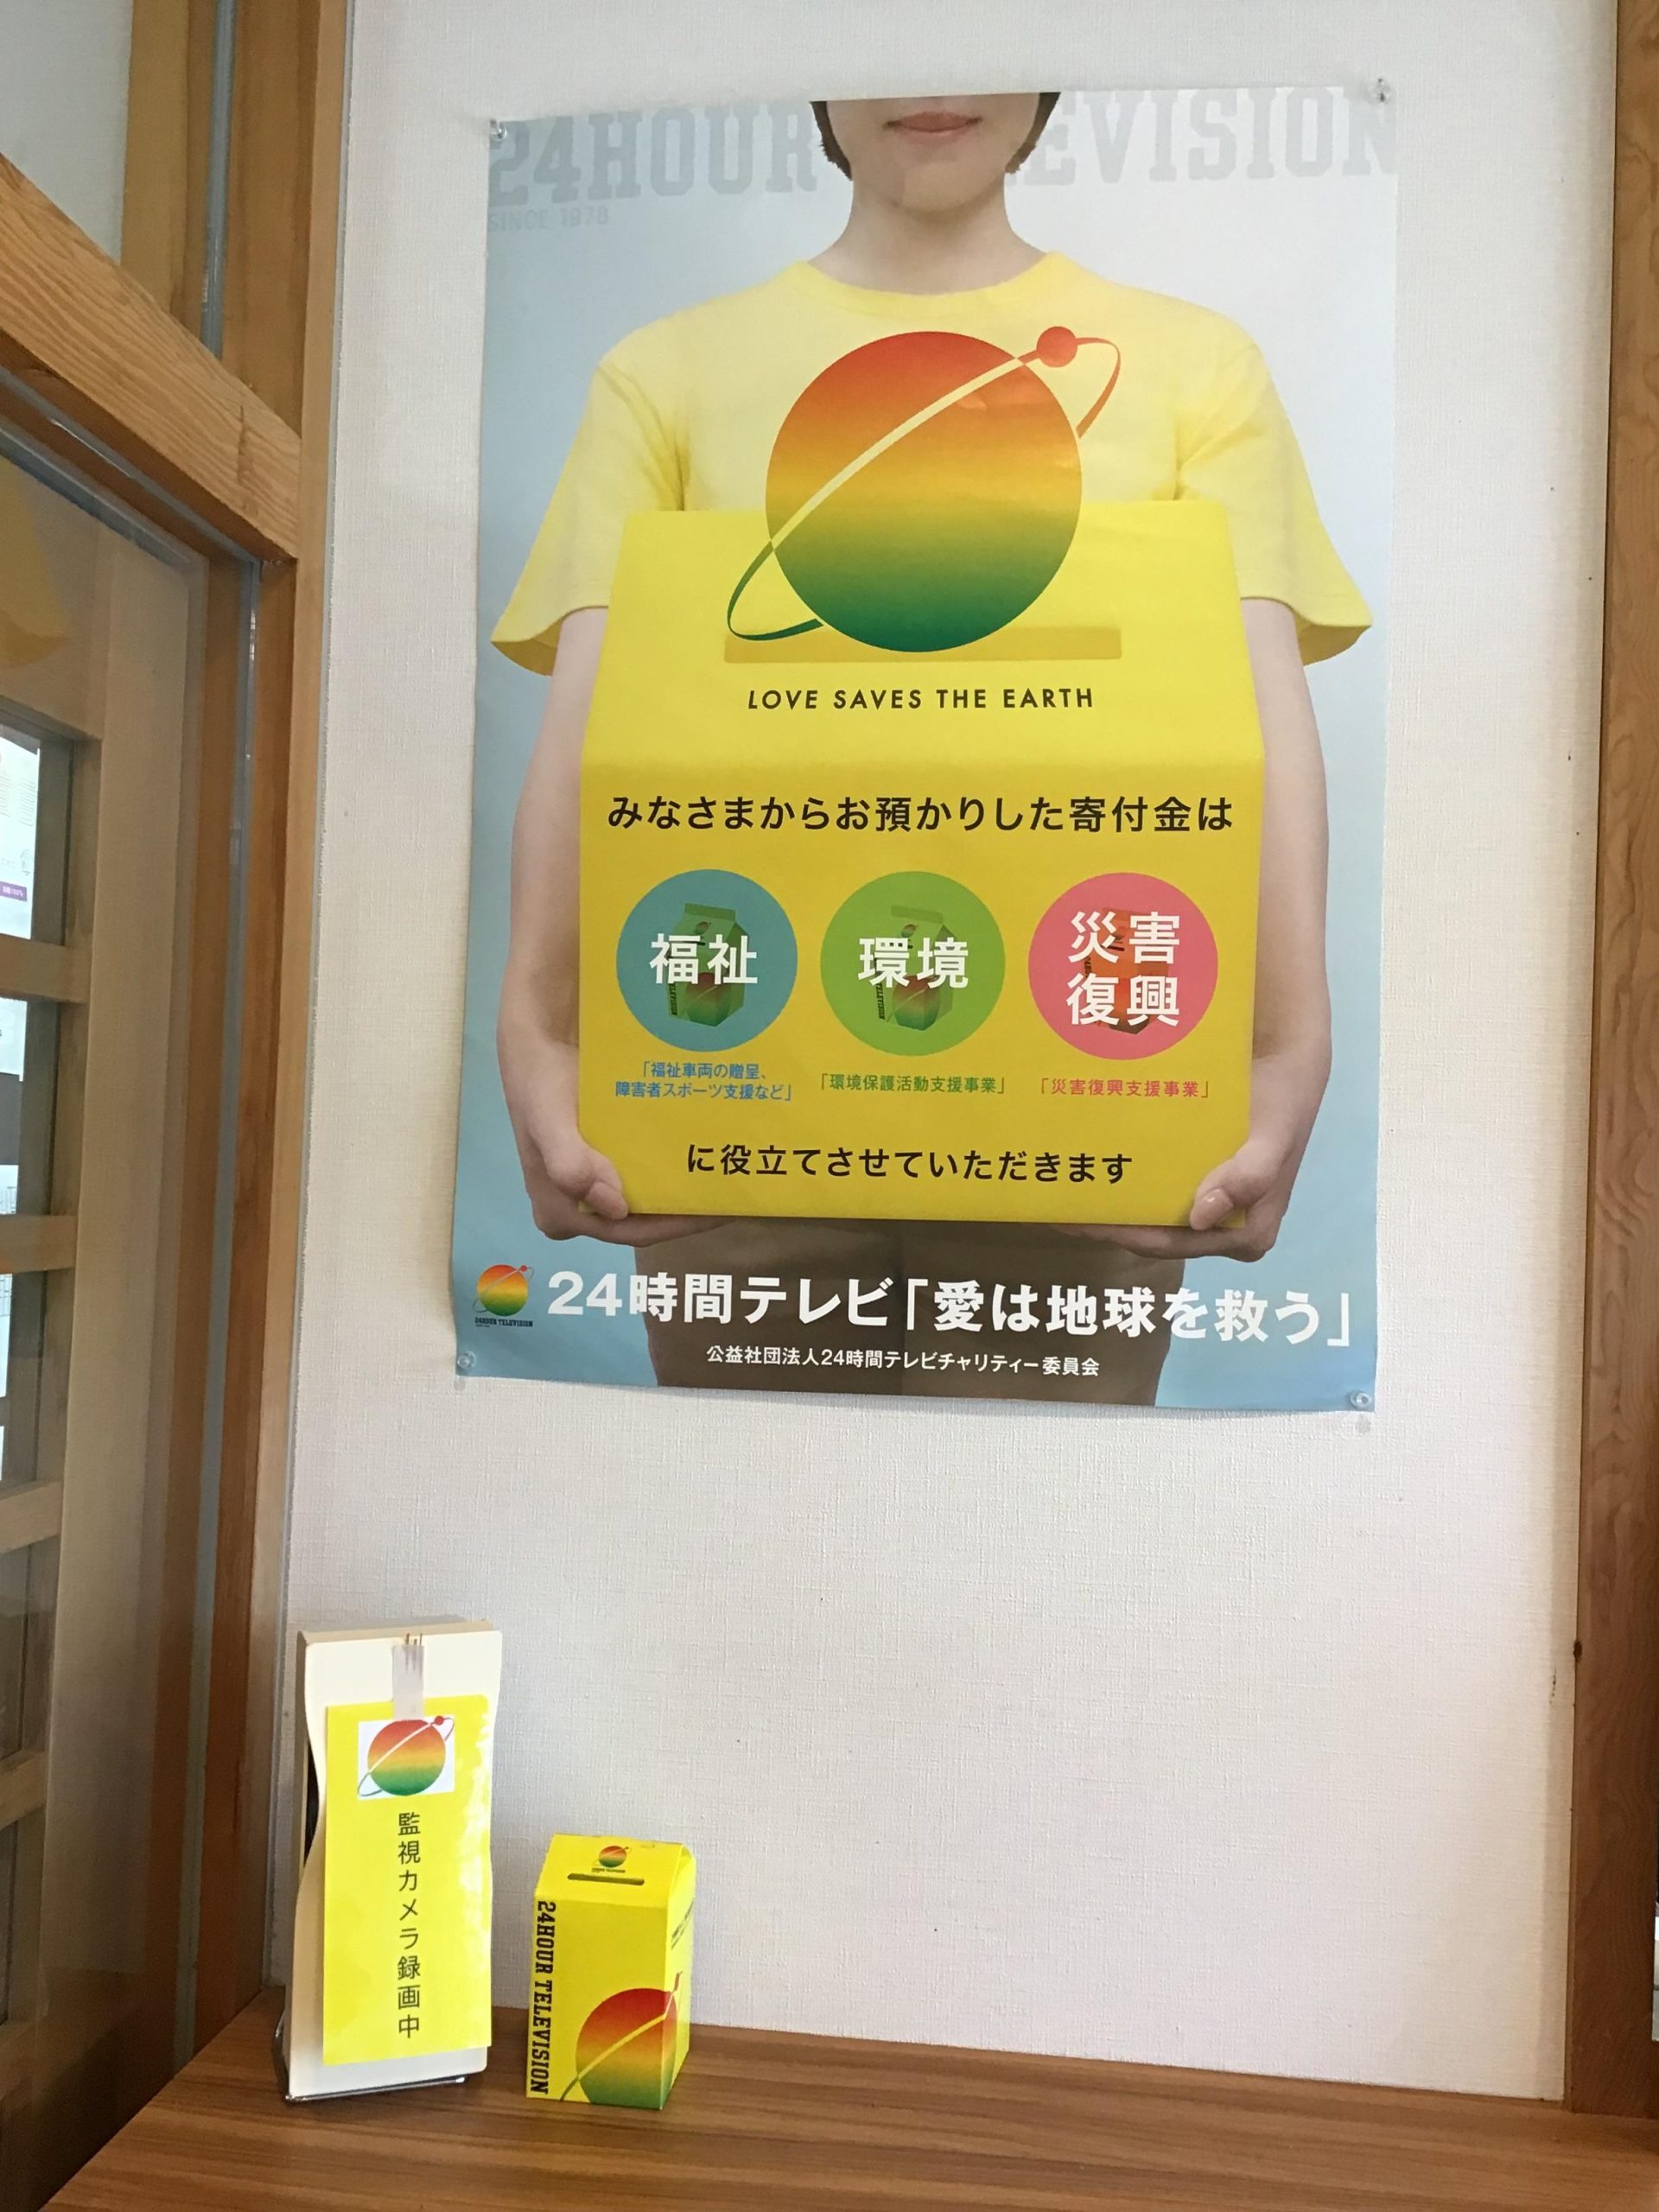 24HOUR TELEVISION
SINCE 1978
LOVE SAVES THE EARTH
みなさまからお預かりした寄付金は
福祉
「福祉車両の贈呈、
障害者スポーツ支援など」
環境
「環境保護活動支援事業」
災害
復興
「災害復興支援事業」
に役立てさせていただきます
24HOUR TELEVISION
24時間テレビ「愛は地球を救う」
公益社団法人24時間テレビチャリティー委員会
監視カメラ録画中
24HOUR TELEVISION